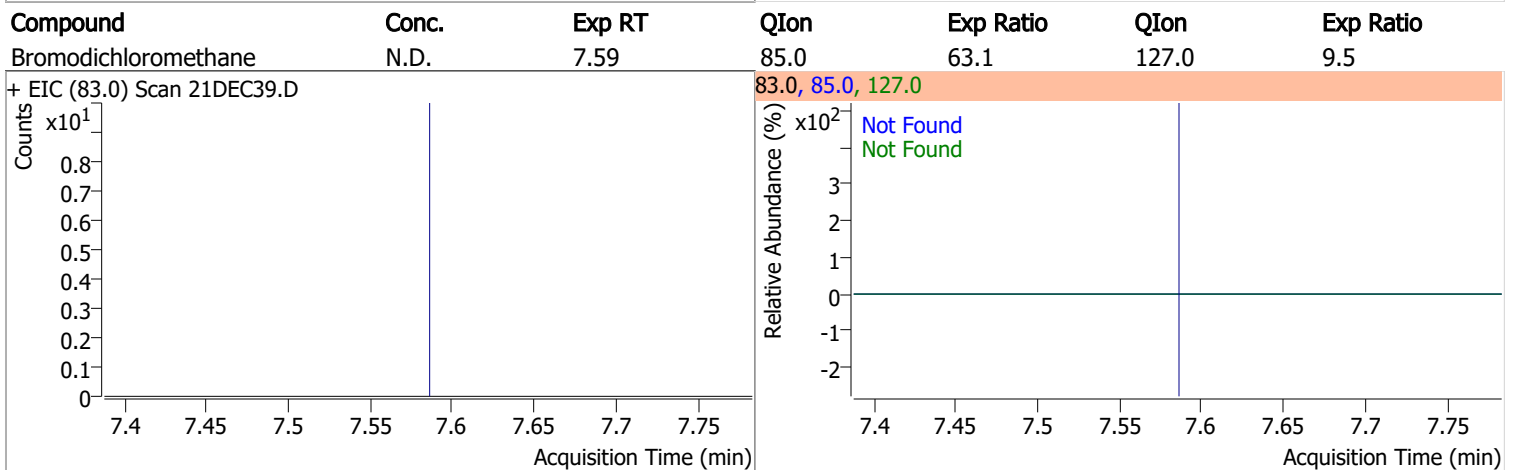 Compound Conc. Exp RT QIon Exp Ratio QIon Exp Ratio
Bromodichloromethane N.D. 7.59 85.0 63.1 127.0 9.5
+ EIC (83.0) Scan 21DEC39.D
Counts
x10¹
0.8
0.7
0.6
0.5
0.4
0.3
0.2
0.1
0
7.4 7.45 7.5 7.55 7.6 7.65 7.7 7.75
Acquisition Time (min)
83.0, 85.0, 127.0
Relative Abundance (%)
x10²
Not Found
Not Found
3
2
1
0
-1
-2
7.4 7.45 7.5 7.55 7.6 7.65 7.7 7.75
Acquisition Time (min)